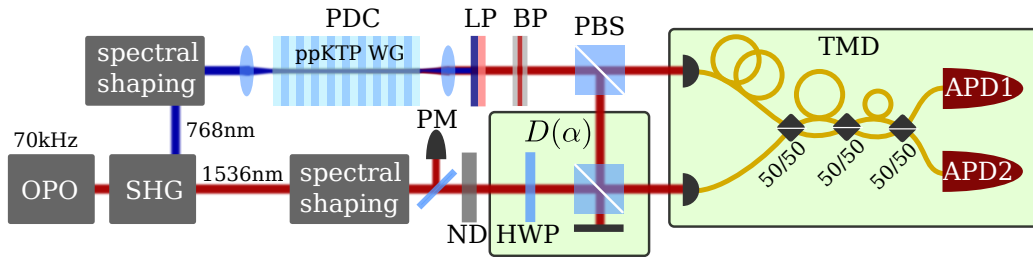 PDC
LP
BP
PBS
TMD
spectral
shaping
ppKTP WG
APD1
768nm
PM
D(α)
70kHz
OPO
SHG
1536nm
spectral
shaping
ND
HWP
50/50
50/50
50/50
APD2